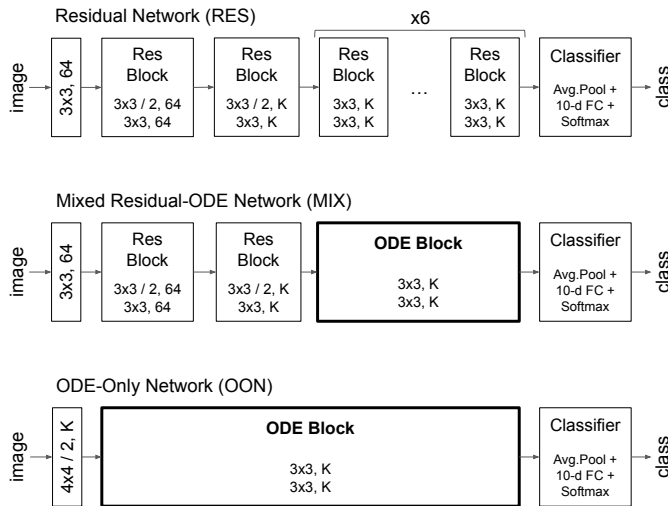 Residual Network (RES)
x6
image
3x3, 64
Res
Block
3x3 / 2, 64
3x3, 64
Res
Block
3x3 / 2, K
3x3, K
Res
Block
3x3, K
3x3, K
...
Res
Block
3x3, K
3x3, K
Classifier
Avg.Pool +
10-d FC +
Softmax
class
Mixed Residual-ODE Network (MIX)
image
3x3, 64
Res
Block
3x3 / 2, 64
3x3, 64
Res
Block
3x3 / 2, K
3x3, K
ODE Block
3x3, K
3x3, K
Classifier
Avg.Pool +
10-d FC +
Softmax
class
ODE-Only Network (OON)
image
4x4 / 2, K
ODE Block
3x3, K
3x3, K
Classifier
Avg.Pool +
10-d FC +
Softmax
class